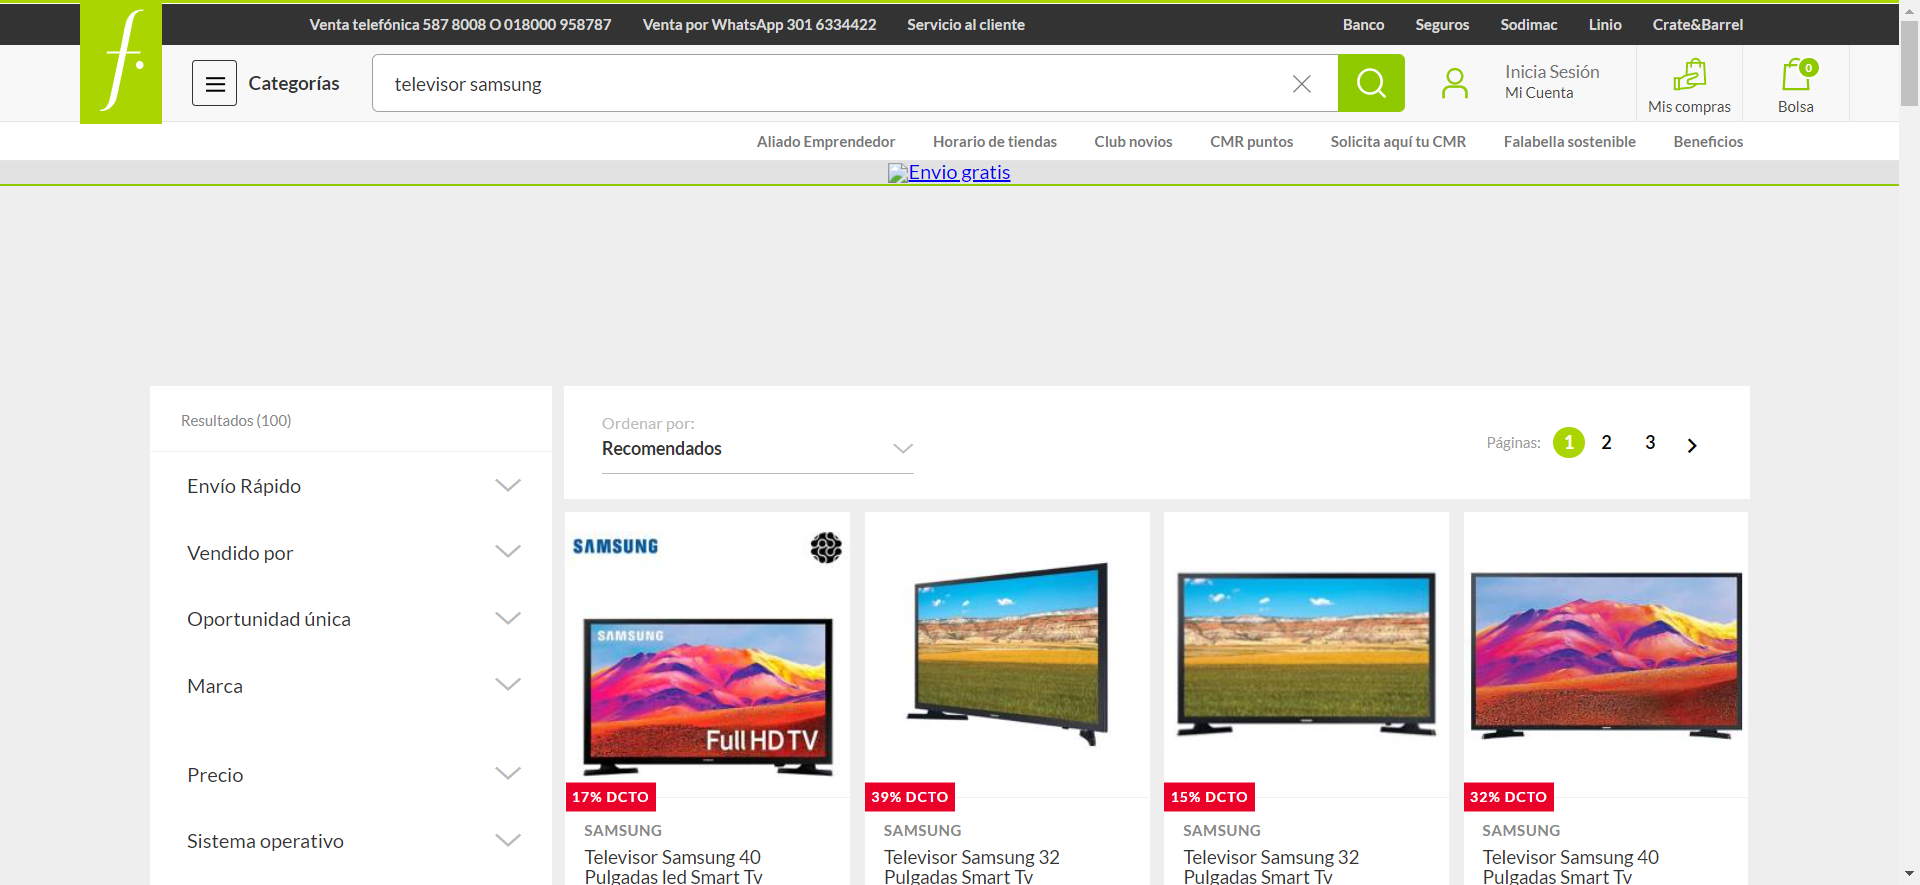 Venta telefónica 587 8008 O 018000 958787
Venta por WhatsApp 301 6334422
Servicio al cliente
Banco
Seguros
Sodimac
Linio
Crate&Barrel
f.
Categorías
televisor samsung
Inicia Sesión
Mi Cuenta
Mis compras
0
Bolsa
Aliado Emprendedor
Horario de tiendas
Club novios
CMR puntos
Solicita aquí tu CMR
Falabella sostenible
Beneficios
Envio gratis
Resultados (100)
Envío Rápido
Vendido por
Oportunidad única
Marca
Precio
Sistema operativo
Ordenar por:
Recomendados
Páginas:
1
2
3
SAMSUNG
SAMSUNG
Full HD TV
17% DCTO
SAMSUNG
Televisor Samsung 40
Pulgadas led Smart Tv
39% DCTO
SAMSUNG
Televisor Samsung 32
Pulgadas Smart Tv
15% DCTO
SAMSUNG
Televisor Samsung 32
Pulgadas Smart Tv
32% DCTO
SAMSUNG
Televisor Samsung 40
Pulgadas Smart Tv